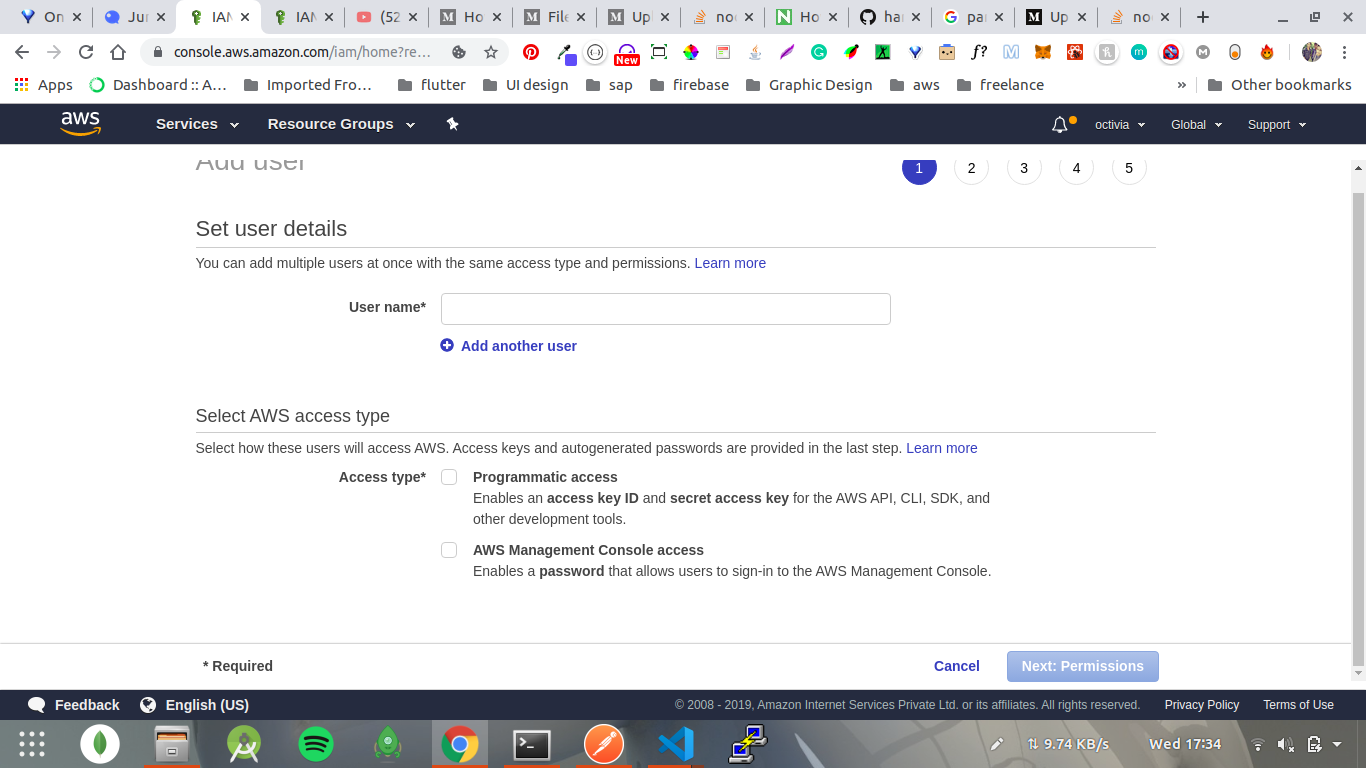 On
Jur
IAM
IAM
(52
Ho
File
Up
noo
Ho
har
par
Up
noo
console.aws.amazon.com/iam/home?re...
New
f?
Apps
Dashboard :: A...
Imported Fro...
flutter
UI design
sap
firebase
Graphic Design
aws
freelance
»
Other bookmarks
aws
Services
Resource Groups
octivia
Global
Support
Add user
1
2
3
4
5
Set user details
You can add multiple users at once with the same access type and permissions. Learn more
User name*
Add another user
Select AWS access type
Select how these users will access AWS. Access keys and autogenerated passwords are provided in the last step. Learn more
Access type*
Programmatic access
Enables an access key ID and secret access key for the AWS API, CLI, SDK, and
other development tools.
AWS Management Console access
Enables a password that allows users to sign-in to the AWS Management Console.
* Required
Cancel
Next: Permissions
Feedback
English (US)
© 2008 - 2019, Amazon Internet Services Private Ltd. or its affiliates. All rights reserved.
Privacy Policy
Terms of Use
9.74 KB/s
Wed 17:34